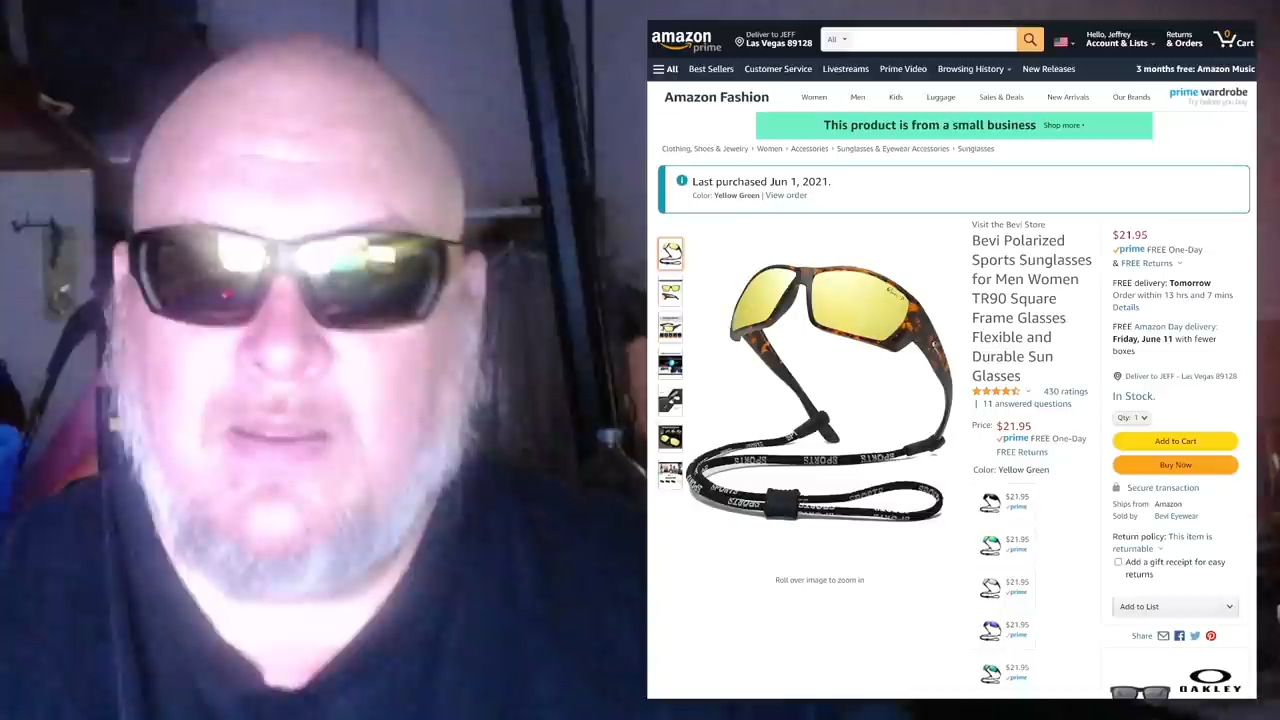 amazon
prime
Deliver to JEFF
Las Vegas 89128
All
Hello, Jeffrey
Account & Lists
Returns
& Orders
0
Cart
All
Best Sellers
Customer Service
Livestreams
Prime Video
Browsing History
New Releases
3 months free: Amazon Music
Amazon Fashion
Women
Men
Kids
Luggage
Sales & Deals
New Arrivals
Our Brands
prime wardrobe
Try before you buy
This product is from a small business Shop more ›
Clothing, Shoes & Jewelry › Women › Accessories › Sunglasses & Eyewear Accessories › Sunglasses
Last purchased Jun 1, 2021.
Color: Yellow Green | View order
SPORTS SPORTS SPORTS
Roll over image to zoom in
Visit the Bevi Store
Bevi Polarized
Sports Sunglasses
for Men Women
TR90 Square
Frame Glasses
Flexible and
Durable Sun
Glasses
430 ratings
| 11 answered questions
Price: $21.95
prime FREE One-Day
FREE Returns
Color: Yellow Green
$21.95
prime
$21.95
prime
$21.95
prime
$21.95
prime
$21.95
prime
$21.95
prime FREE One-Day
& FREE Returns
FREE delivery: Tomorrow
Order within 13 hrs and 7 mins
Details
FREE Amazon Day delivery:
Friday, June 11 with fewer
boxes
Deliver to JEFF - Las Vegas 89128
In Stock.
Qty: 1
Add to Cart
Buy Now
Secure transaction
Ships from Amazon
Sold by Bevi Eyewear
Return policy: This item is
returnable
Add a gift receipt for easy
returns
Add to List
Share
OAKLEY